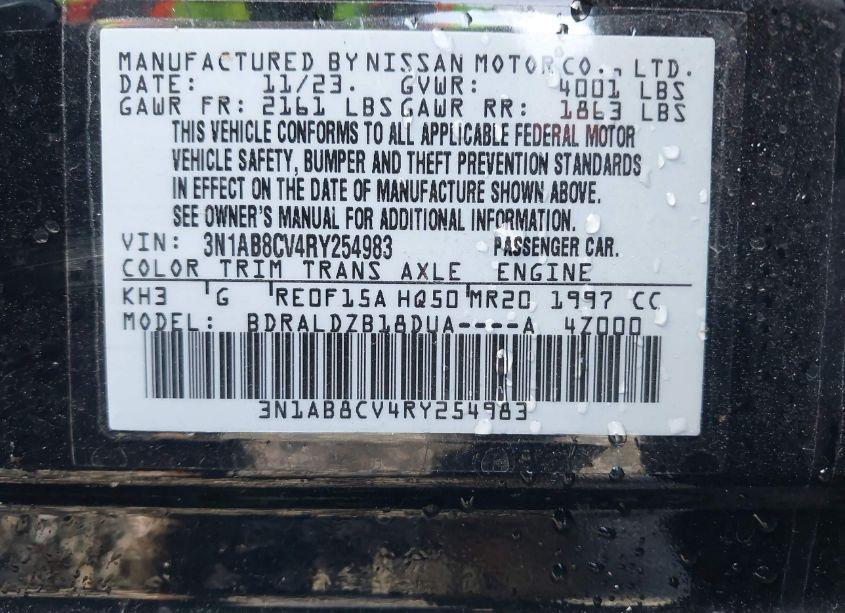 MANUFACTURED BY NISSAN MOTOR CO., LTD.
DATE: 11/23. GVWR: 4001 LBS
GAWR FR: 2161 LBS GAWR RR: 1863 LBS
THIS VEHICLE CONFORMS TO ALL APPLICABLE FEDERAL MOTOR
VEHICLE SAFETY, BUMPER AND THEFT PREVENTION STANDARDS
IN EFFECT ON THE DATE OF MANUFACTURE SHOWN ABOVE.
SEE OWNER'S MANUAL FOR ADDITIONAL INFORMATION.
VIN: 3N1AB8CV4RY254983 PASSENGER CAR.
COLOR TRIM TRANS AXLE ENGINE
KH3 G RE0F15A HQ50 MR20 1997 CC
MODEL: BDRALDZB18DUA----A 4Z000
3N1AB8CV4RY254983